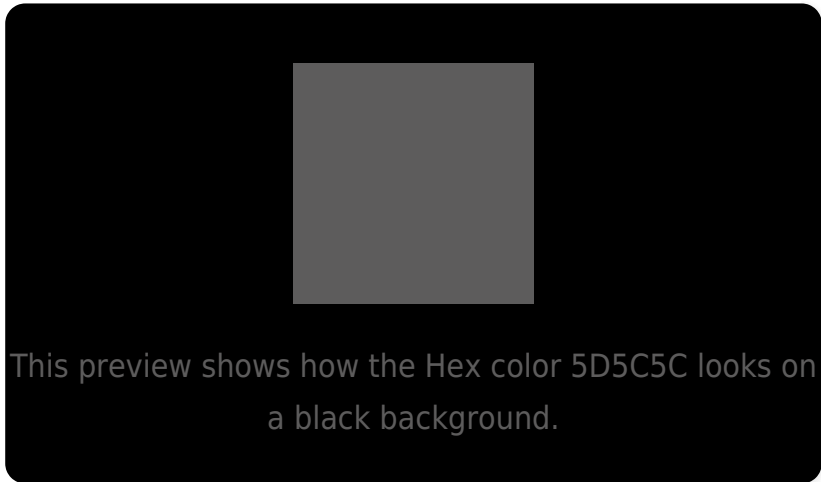 This preview shows how the Hex color 5D5C5C looks on
a black background.